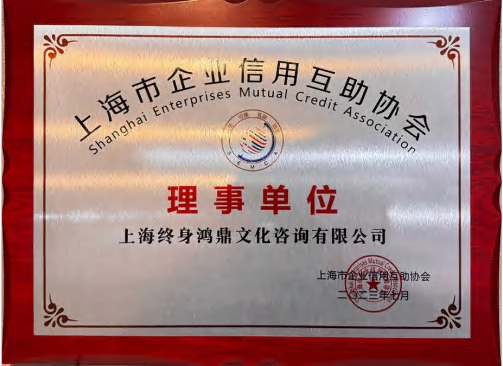 上海市企业信用互助协会
Shanghai Enterprises Mutual Credit Association
SEMCA
理事单位
上海终身鸿鼎文化咨询有限公司
上海市企业信用互助协会
二〇二三年七月